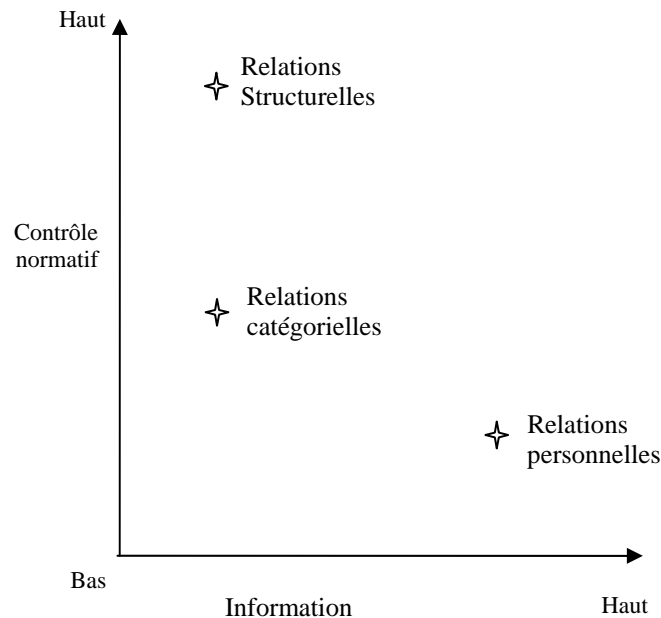 Haut
Relations
Structurelles
Contrôle
normatif
Relations
catégorielles
Relations
personnelles
Bas
Information
Haut